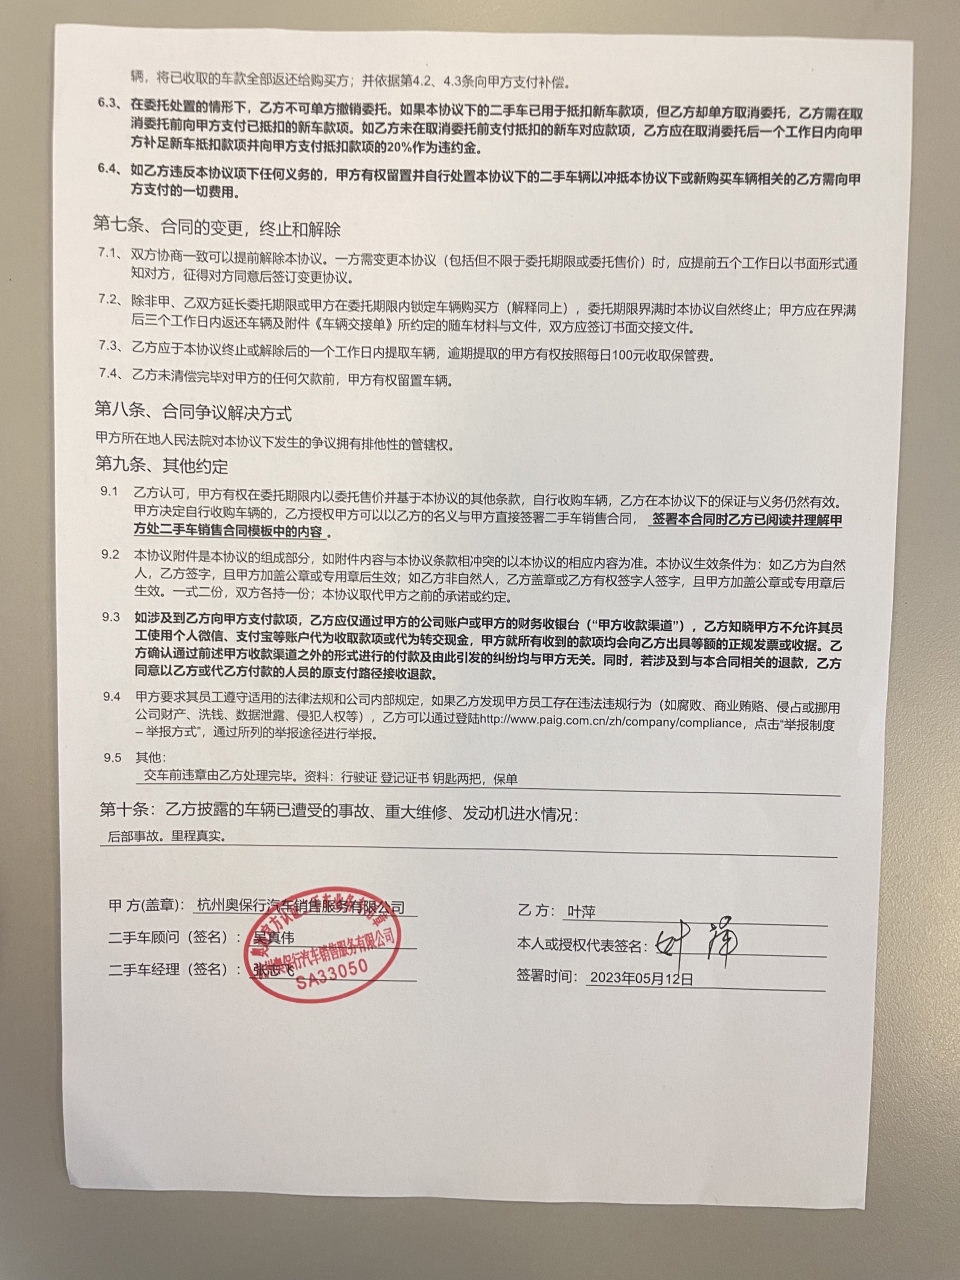 辆，将已收取的车款全部返还给购买方；并依据第4.2、4.3条向甲方支付补偿。
6.3、在委托处置的情形下，乙方不可单方撤销委托。如果本协议下的二手车已用于抵扣新车款项，但乙方却单方取消委托，乙方需在取
消委托前向甲方支付已抵扣的新车款项。如乙方未在取消委托前支付抵扣的新车对应款项，乙方应在取消委托后一个工作日内向甲
方补足新车抵扣款项并向甲方支付抵扣款项的20%作为违约金。
6.4、如乙方违反本协议项下任何义务的，甲方有权留置并自行处置本协议下的二手车辆以冲抵本协议下或新购买车辆相关的乙方需向甲
方支付的一切费用。
第七条、合同的变更，终止和解除
7.1、双方协商一致可以提前解除本协议。一方需变更本协议（包括但不限于委托期限或委托售价）时，应提前五个工作日以书面形式通
知对方，征得对方同意后签订变更协议。
7.2、除非甲、乙双方延长委托期限或甲方在委托期限内锁定车辆购买方（解释同上），委托期限界满时本协议自然终止；甲方应在界满
后三个工作日内返还车辆及附件《车辆交接单》所约定的随车材料与文件，双方应签订书面交接文件。
7.3、乙方应于本协议终止或解除后的一个工作日内提取车辆，逾期提取的甲方有权按照每日100元收取保管费。
7.4、乙方未清偿完毕对甲方的任何欠款前，甲方有权留置车辆。
第八条、合同争议解决方式
甲方所在地人民法院对本协议下发生的争议拥有排他性的管辖权。
第九条、其他约定
9.1 乙方认可，甲方有权在委托期限内以委托售价并基于本协议的其他条款，自行收购车辆，乙方在本协议下的保证与义务仍然有效。
甲方决定自行收购车辆的，乙方授权甲方可以以乙方的名义与甲方直接签署二手车销售合同， 签署本合同时乙方已阅读并理解甲
方处二手车销售合同模板中的内容 。
9.2 本协议附件是本协议的组成部分，如附件内容与本协议条款相冲突的以本协议的相应内容为准。本协议生效条件为：如乙方为自然
人，乙方签字，且甲方加盖公章或专用章后生效；如乙方非自然人，乙方盖章或乙方有权签字人签字，且甲方加盖公章或专用章后
生效。一式二份，双方各持一份；本协议取代甲方之前的承诺或约定。
9.3 如涉及到乙方向甲方支付款项，乙方应仅通过甲方的公司账户或甲方的财务收银台（“甲方收款渠道”），乙方知晓甲方不允许其员
工使用个人微信、支付宝等账户代为收取款项或代为转交现金，甲方就所有收到的款项均会向乙方出具等额的正规发票或收据。乙
方确认通过前述甲方收款渠道之外的形式进行的付款及由此引发的纠纷均与甲方无关。同时，若涉及到与本合同相关的退款，乙方
同意以乙方或代乙方付款的人员的原支付路径接收退款。
9.4 甲方要求其员工遵守适用的法律法规和公司内部规定，如果乙方发现甲方员工存在违法违规行为（如腐败、商业贿赂、侵占或挪用
公司财产、洗钱、数据泄露、侵犯人权等），乙方可以通过登陆http://www.paig.com.cn/zh/company/compliance，点击“举报制度
– 举报方式”，通过所列的举报途径进行举报。
9.5 其他：
交车前违章由乙方处理完毕。资料：行驶证 登记证书 钥匙两把，保单
第十条：乙方披露的车辆已遭受的事故、重大维修、发动机进水情况：
后部事故。里程真实。
甲 方(盖章)： 杭州奥保行汽车销售服务有限公司
二手车顾问（签名）： 吴真伟
二手车经理（签名）： 张志飞
杭州奥保行汽车销售服务有限公司
SA33050
乙 方： 叶萍
本人或授权代表签名： 叶萍
签署时间： 2023年05月12日